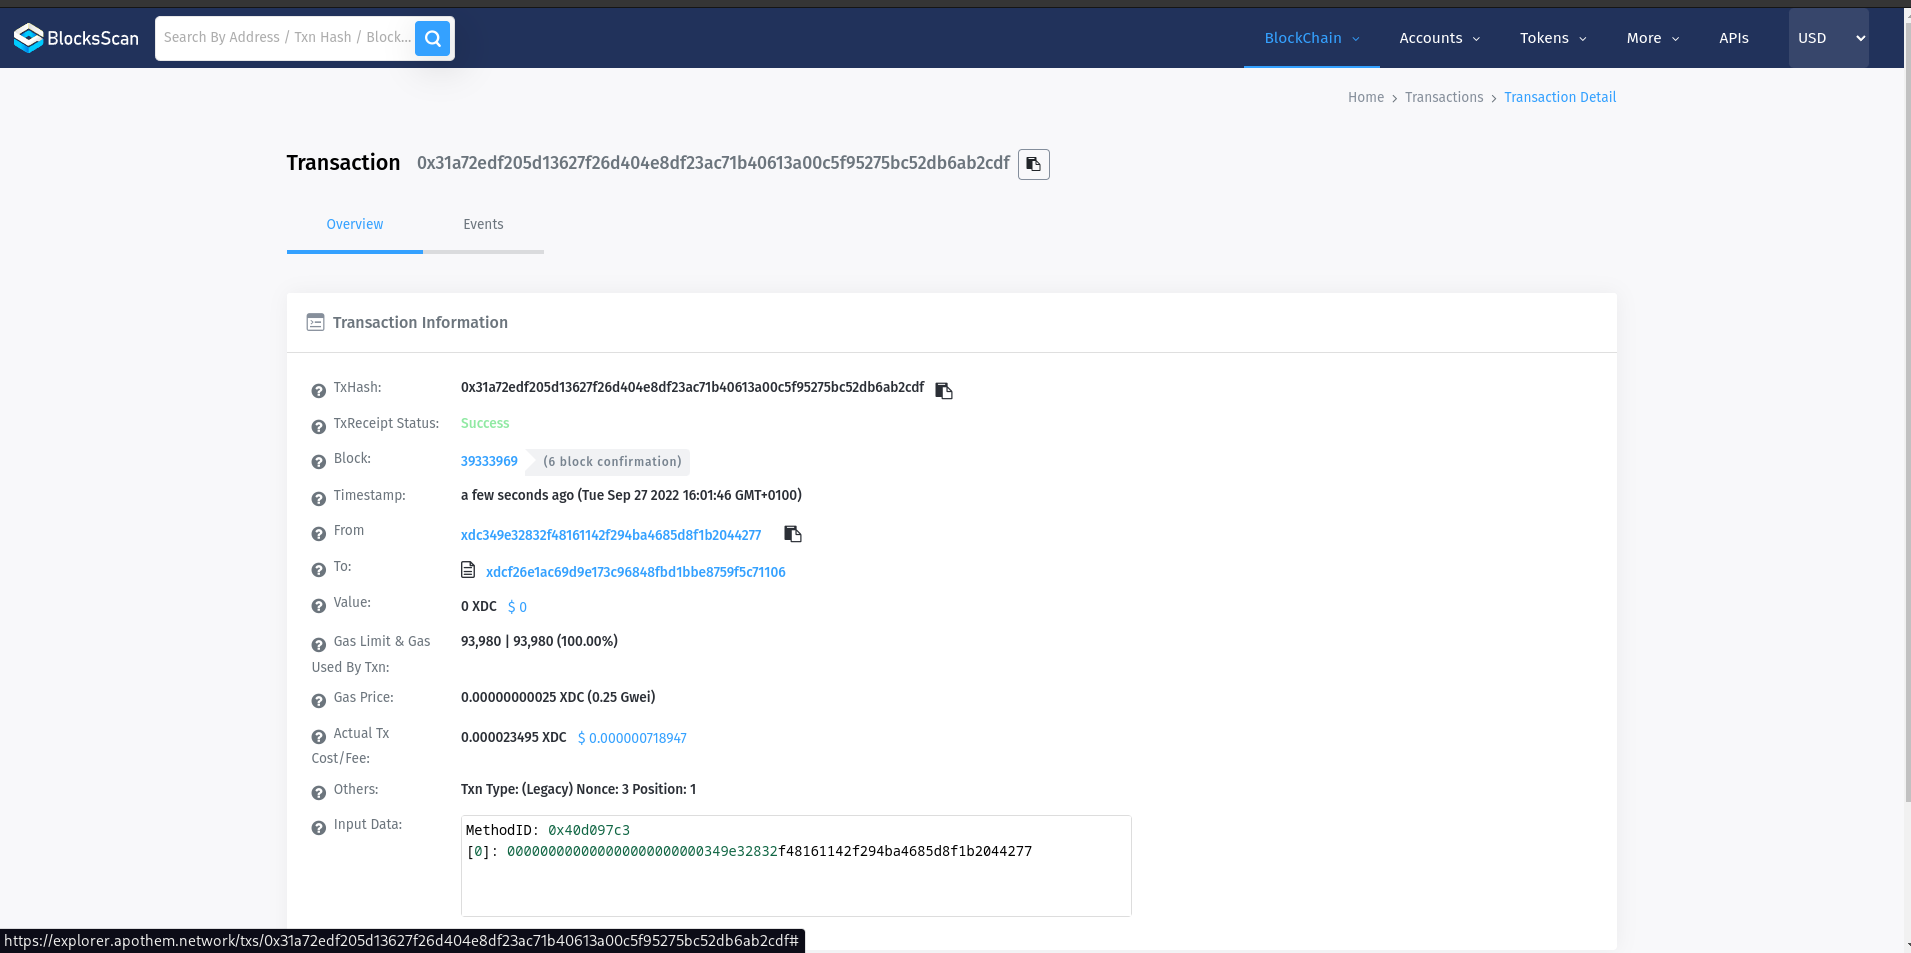 BlocksScan
Search By Address / Txn Hash / Block...
BlockChain
Accounts
Tokens
More
APIs
USD
Home > Transactions > Transaction Detail
Transaction 0x31a72edf205d13627f26d404e8df23ac71b40613a00c5f95275bc52db6ab2cdf
Overview
Events
Transaction Information
TxHash: 0x31a72edf205d13627f26d404e8df23ac71b40613a00c5f95275bc52db6ab2cdf
TxReceipt Status: Success
Block: 39333969 (6 block confirmation)
Timestamp: a few seconds ago (Tue Sep 27 2022 16:01:46 GMT+0100)
From xdc349e32832f48161142f294ba4685d8f1b2044277
To: xdcf26e1ac69d9e173c96848fbd1bbe8759f5c71106
Value: 0 XDC $ 0
Gas Limit & Gas
Used By Txn: 93,980 | 93,980 (100.00%)
Gas Price: 0.00000000025 XDC (0.25 Gwei)
Actual Tx
Cost/Fee: 0.000023495 XDC $ 0.000000718947
Others: Txn Type: (Legacy) Nonce: 3 Position: 1
Input Data:
MethodID: 0x40d097c3
[0]: 000000000000000000000000349e32832f48161142f294ba4685d8f1b2044277
https://explorer.apothem.network/txs/0x31a72edf205d13627f26d404e8df23ac71b40613a00c5f95275bc52db6ab2cdf#